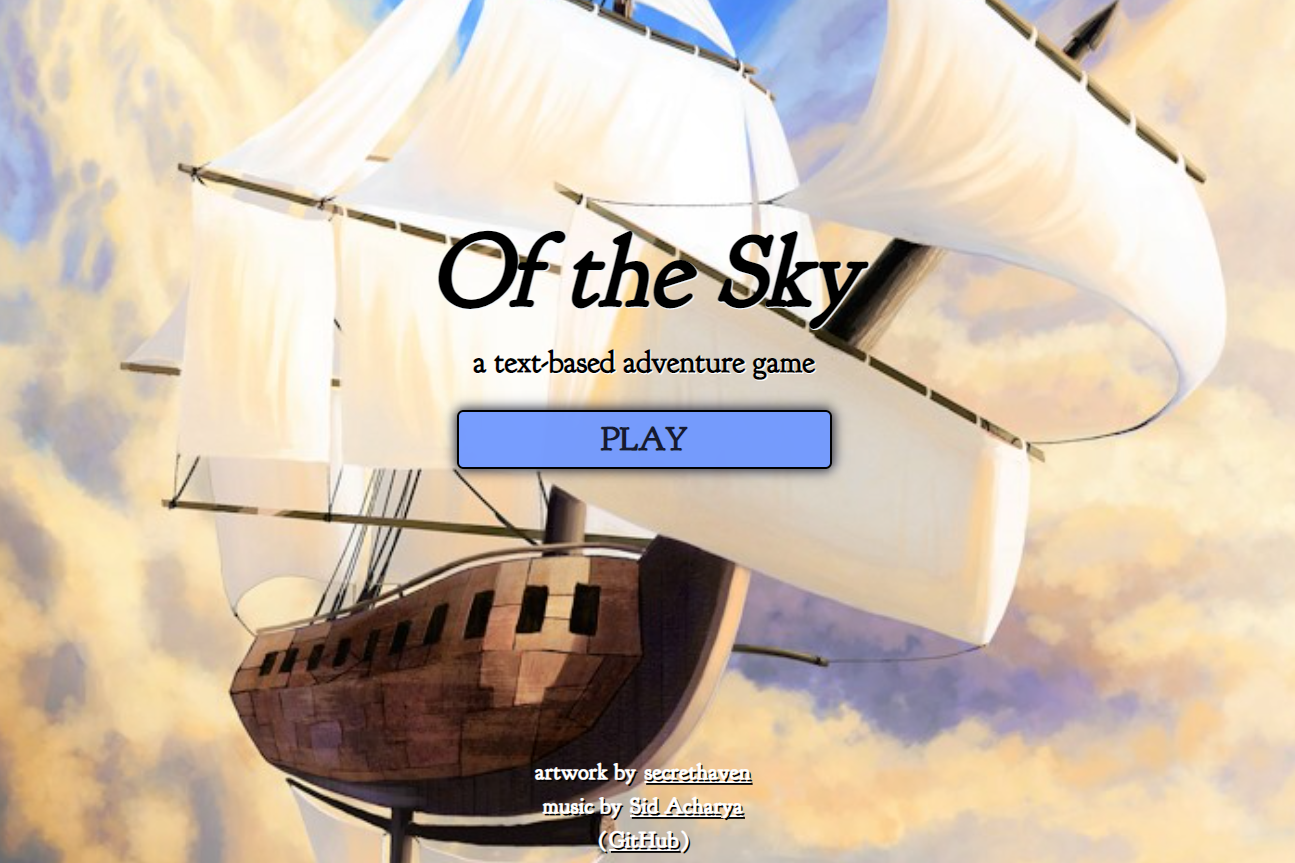 Of the Sky
a text-based adventure game
PLAY
artwork by secrethaven
music by Sid Acharya
(GitHub)